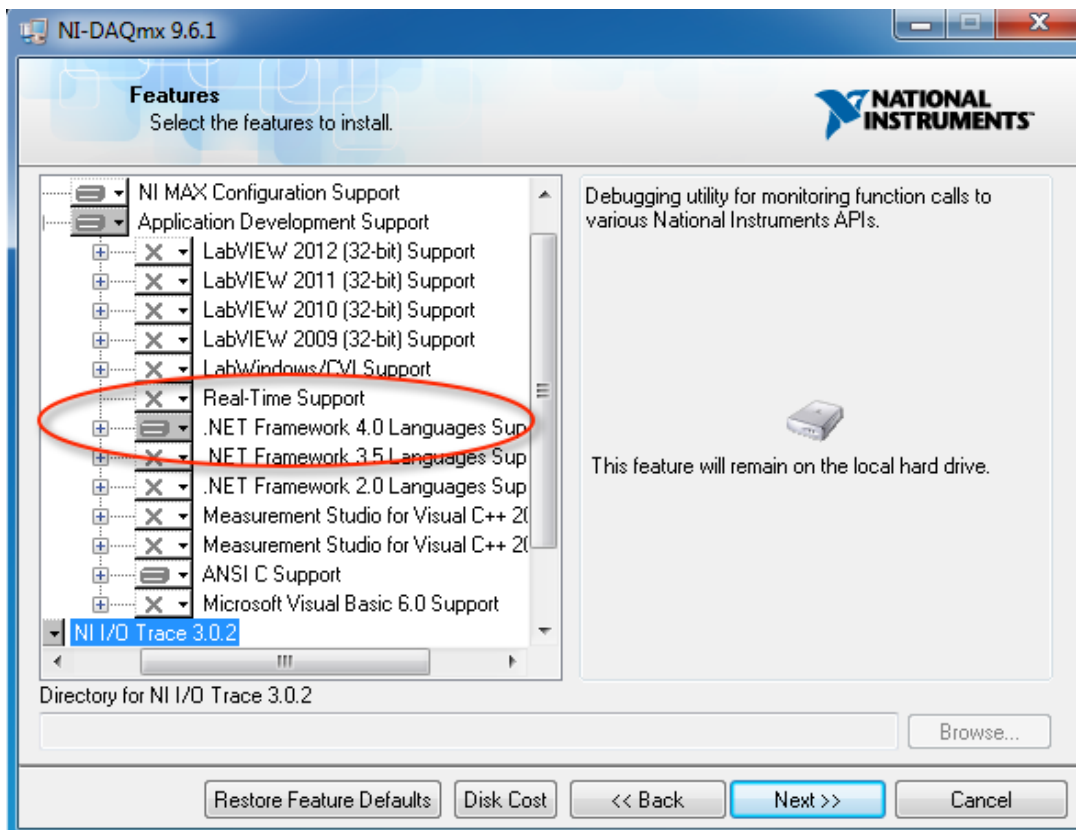 NI-DAQmx 9.6.1
Features
Select the features to install.
NATIONAL
INSTRUMENTS™
NI MAX Configuration Support
Application Development Support
LabVIEW 2012 (32-bit) Support
LabVIEW 2011 (32-bit) Support
LabVIEW 2010 (32-bit) Support
LabVIEW 2009 (32-bit) Support
LabWindows/CVI Support
Real-Time Support
.NET Framework 4.0 Languages Sup
.NET Framework 3.5 Languages Sup
.NET Framework 2.0 Languages Sup
Measurement Studio for Visual C++ 2(
Measurement Studio for Visual C++ 2(
ANSI C Support
Microsoft Visual Basic 6.0 Support
NI I/O Trace 3.0.2
Debugging utility for monitoring function calls to
various National Instruments APIs.
This feature will remain on the local hard drive.
Directory for NI I/O Trace 3.0.2
Browse...
Restore Feature Defaults
Disk Cost
<< Back
Next >>
Cancel